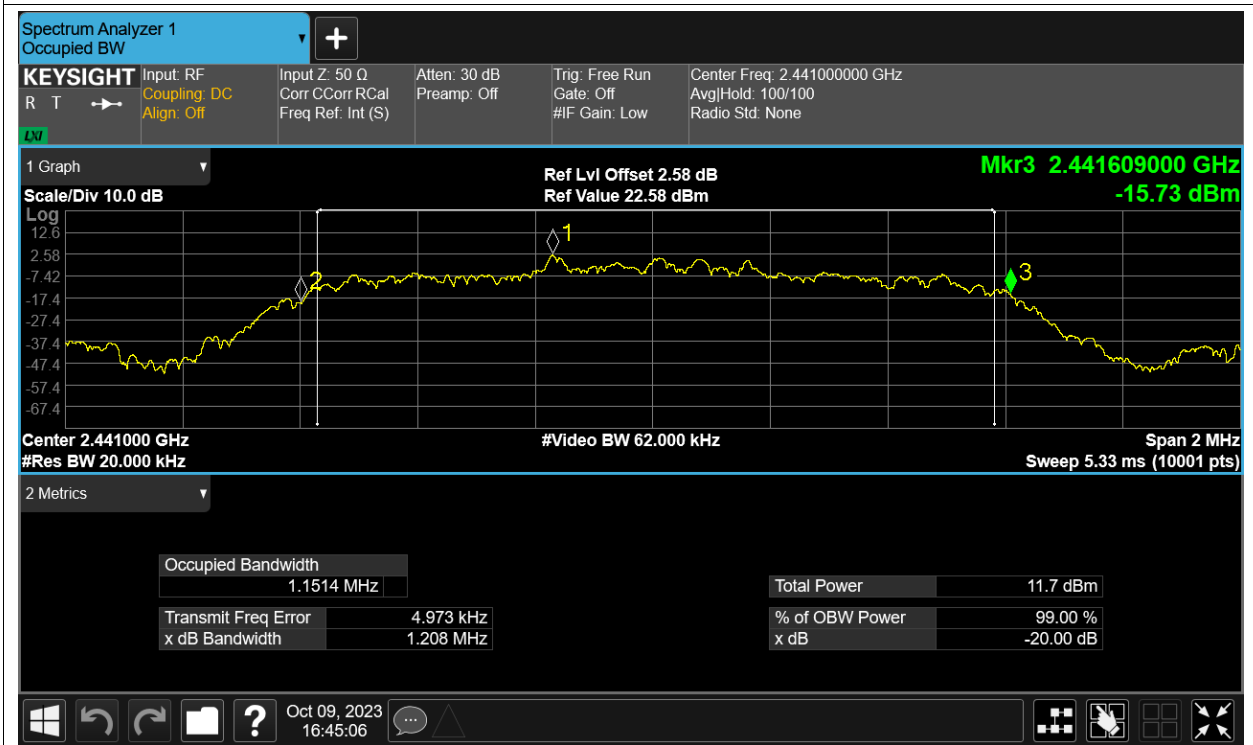 Spectrum Analyzer 1
Occupied BW
KEYSIGHT
R T
LXI
Input: RF
Coupling: DC
Align: Off
Input Z: 50 Ω
Corr CCorr RCal
Freq Ref: Int (S)
Atten: 30 dB
Preamp: Off
Trig: Free Run
Gate: Off
#IF Gain: Low
Center Freq: 2.441000000 GHz
Avg|Hold: 100/100
Radio Std: None
1 Graph
Scale/Div 10.0 dB
Ref Lvl Offset 2.58 dB
Ref Value 22.58 dBm
Mkr3 2.441609000 GHz
-15.73 dBm
Log
12.6
2.58
-7.42
-17.4
-27.4
-37.4
-47.4
-57.4
-67.4
1
2
3
Center 2.441000 GHz
#Video BW 62.000 kHz
Span 2 MHz
#Res BW 20.000 kHz
Sweep 5.33 ms (10001 pts)
2 Metrics
Occupied Bandwidth
1.1514 MHz
Total Power 11.7 dBm
Transmit Freq Error 4.973 kHz
% of OBW Power 99.00 %
x dB Bandwidth 1.208 MHz
x dB -20.00 dB
?
Oct 09, 2023
16:45:06